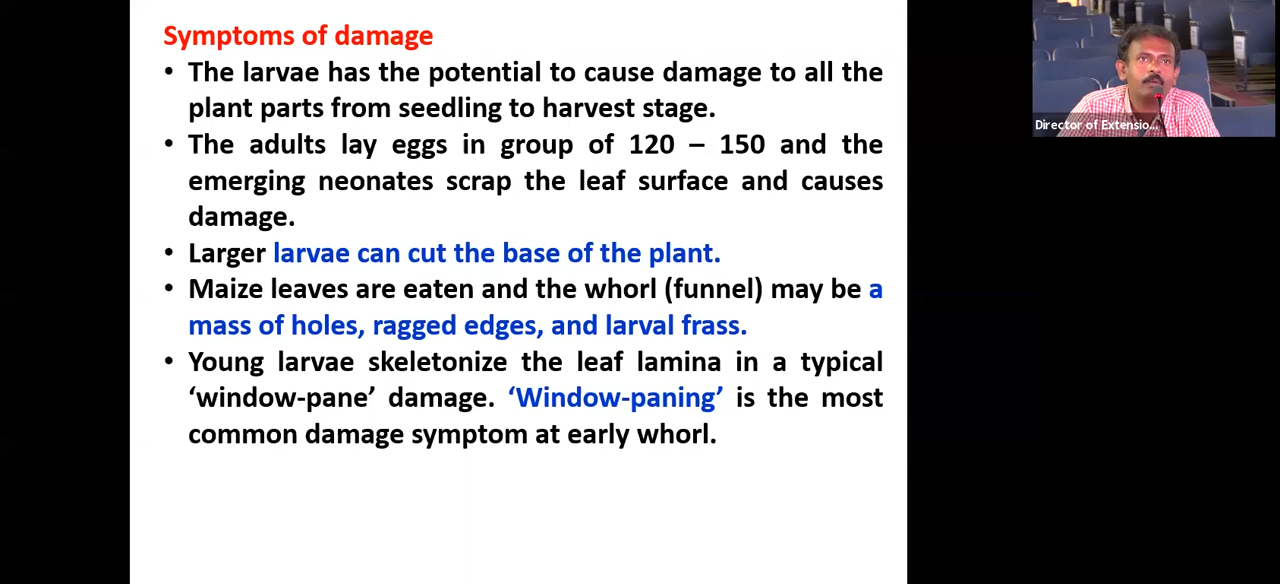 Symptoms of damage
• The larvae has the potential to cause damage to all the
plant parts from seedling to harvest stage.
• The adults lay eggs in group of 120 – 150 and the
emerging neonates scrap the leaf surface and causes
damage.
• Larger larvae can cut the base of the plant.
• Maize leaves are eaten and the whorl (funnel) may be a
mass of holes, ragged edges, and larval frass.
• Young larvae skeletonize the leaf lamina in a typical
‘window-pane’ damage. ‘Window-paning’ is the most
common damage symptom at early whorl.
Director of Extensio...